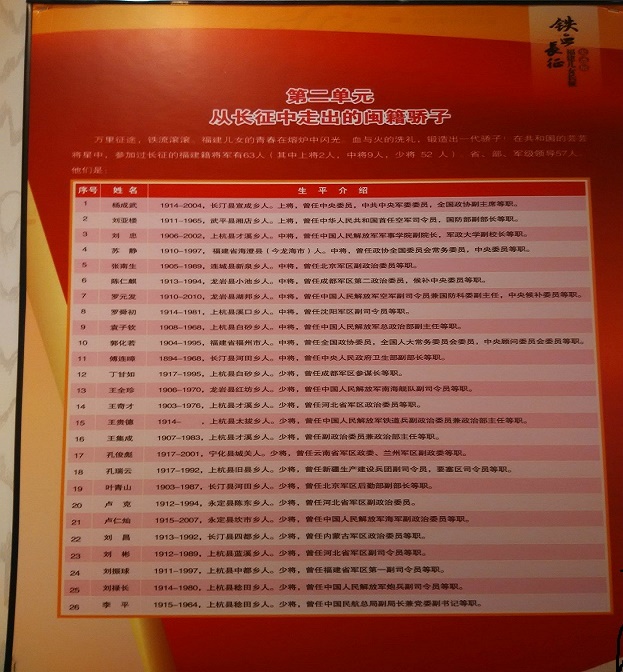 铁血
长征
第二单元
从长征中走出的闽籍骄子
万里征途，铁流滚滚。福建儿女的青春在熔炉中闪光。血与火的洗礼，锻造出一代骄子！在共和国的
将星中，参加过长征的福建籍将军有63人（其中上将2人，中将9人，少将 52 人）、省、部、军级领导57人。
他们是：
序号 姓 名 生 平 介 绍
1 杨成武 1914-2004，长汀县宣成乡人。上将，曾任中央委员，中共中央军委委员，全国政协副主席等职。
2 刘亚楼 1911-1965，武平县湘店乡人。上将，曾任中华人民共和国首任空军司令员，国防部副部长等职。
3 刘 忠 1906-2002，上杭县才溪乡人。中将，曾任中国人民解放军军事学院副院长，军政大学副校长等职。
4 苏 静 1910-1997，福建省海澄县（今龙海市）人。中将，曾任政协全国委员会常务委员，中央委员等职。
5 张南生 1905-1989，连城县新泉乡人。中将，曾任北京军区副政治委员等职。
6 陈仁麒 1913-1994，龙岩县小池乡人。中将，曾任成都军区第二政治委员，候补中央委员等职。
7 罗元发 1910-2010，龙岩县湖邦乡人。中将，曾任中国人民解放军空军副司令员兼国防科委副主任，中央候补委员等职。
8 罗舜初 1914-1981，上杭县溪口乡人。中将，曾任沈阳军区副司令员等职。
9 袁子钦 1908-1968，上杭县白砂乡人。中将，曾任中国人民解放军总政治部副主任等职。
10 郭化若 1904-1995，福建省福州市人。中将，曾任全国政协委员，全国人大常务委员会委员，中央顾问委员会委员等职。
11 傅连暲 1894-1968，长汀县河田乡人。中将，曾任中央人民政府卫生部副部长等职。
12 丁甘如 1917-1995，上杭县白砂乡人。少将，曾任成都军区参谋长等职。
13 王全珍 1906-1970，龙岩县红坊乡人。少将，曾任中国人民解放军南海舰队副司令员等职。
14 王奇才 1903-1976，上杭县才溪乡人。少将，曾任河北省军区政治委员等职。
15 王贵德 1914- ，上杭县太拔乡人。少将，曾任中国人民解放军铁道兵副政治委员兼政治部主任等职。
16 王集成 1907-1983，上杭县才溪乡人。少将，曾任副政治委员兼政治部主任等职。
17 孔俊彪 1917-2001，宁化县城关人。少将，曾任云南省军区政委、兰州军区副政委等职。
18 孔瑞云 1917-1992，上杭县旧县乡人。少将，曾任新疆生产建设兵团副司令员、要塞区司令员等职。
19 叶青山 1903-1987，长汀县河田乡人。少将，曾任北京军区后勤部副部长等职。
20 卢 克 1912-1994，永定县陈东乡人。少将，曾任河北省军区副政治委员。
21 卢仁灿 1915-2007，永定县坎市乡人。少将，曾任中国人民解放军海军副政治委员等职。
22 刘 昌 1913-1992，长汀县四都乡人。少将，曾任内蒙古军区政治委员等职。
23 刘 彬 1912-1989，上杭县蓝溪乡人。少将，曾任河北省军区副司令员等职。
24 刘振球 1911-1997，上杭县中都乡人。少将，曾任福建省军区第一副司令员等职。
25 刘禄长 1914-1980，上杭县稔田乡人。少将，曾任中国人民解放军炮兵副司令员等职。
26 李 平 1915-1964，上杭县稔田乡人。少将，曾任中国民航总局副局长兼党委副书记等职。